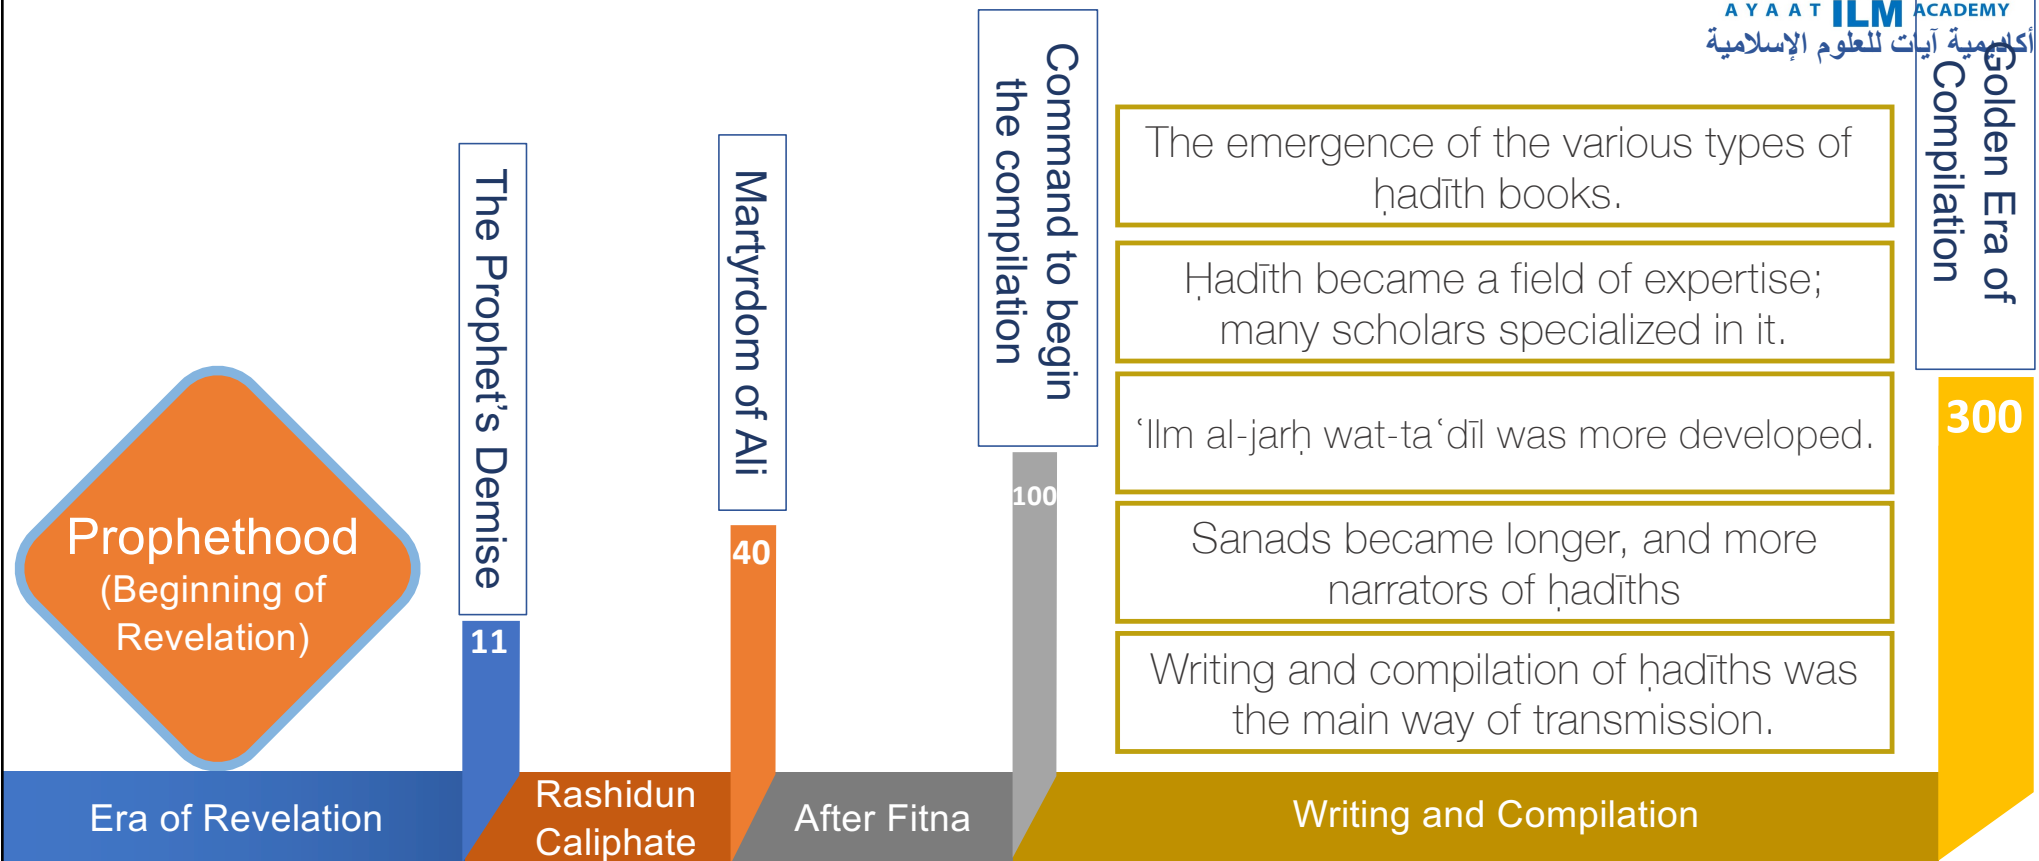 AYAAT ILM ACADEMY
أكاديمية آيات للعلوم الإسلامية
Prophethood
(Beginning of
Revelation)
The Prophet's Demise
11
Martyrdom of Ali
40
Command to begin
the compilation
100
The emergence of the various types of
ḥadīth books.
Ḥadīth became a field of expertise;
many scholars specialized in it.
ʿIlm al-jarḥ wat-taʿdīl was more developed.
Sanads became longer, and more
narrators of ḥadīths
Writing and compilation of ḥadīths was
the main way of transmission.
Golden Era of
Compilation
300
Era of Revelation
Rashidun
Caliphate
After Fitna
Writing and Compilation